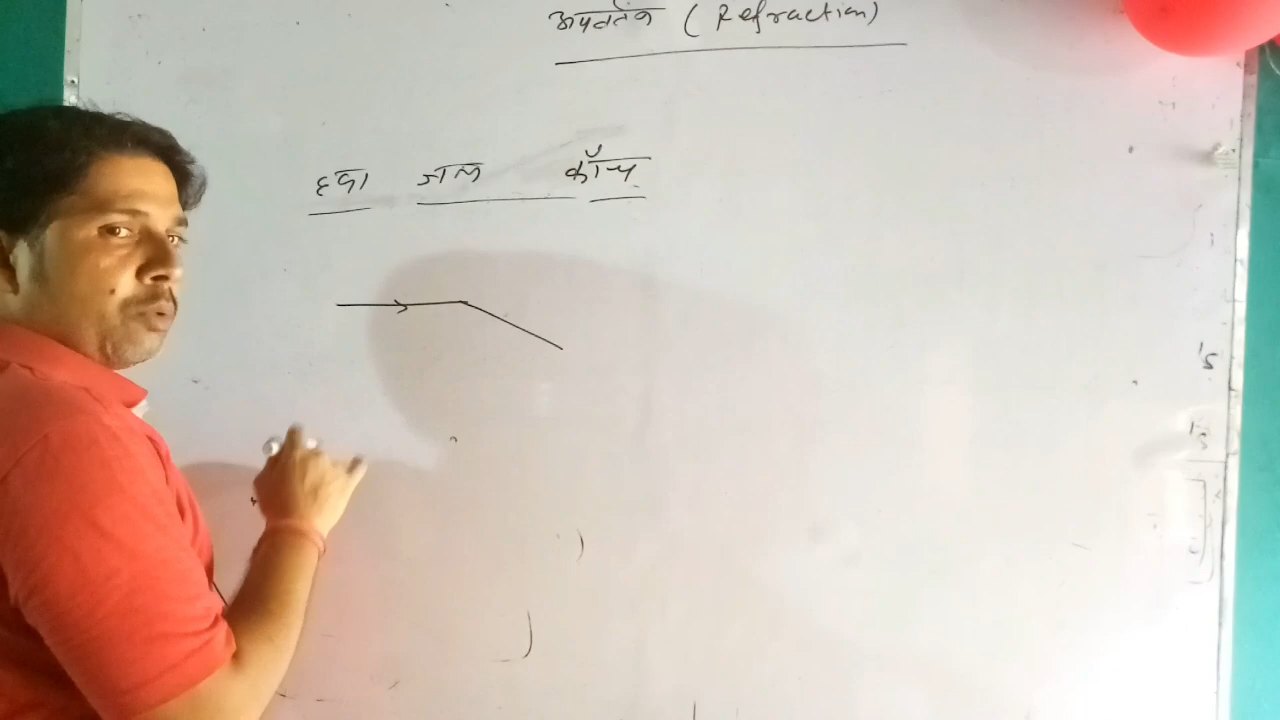 अपवर्तन (Refraction)
हवा जल काँच